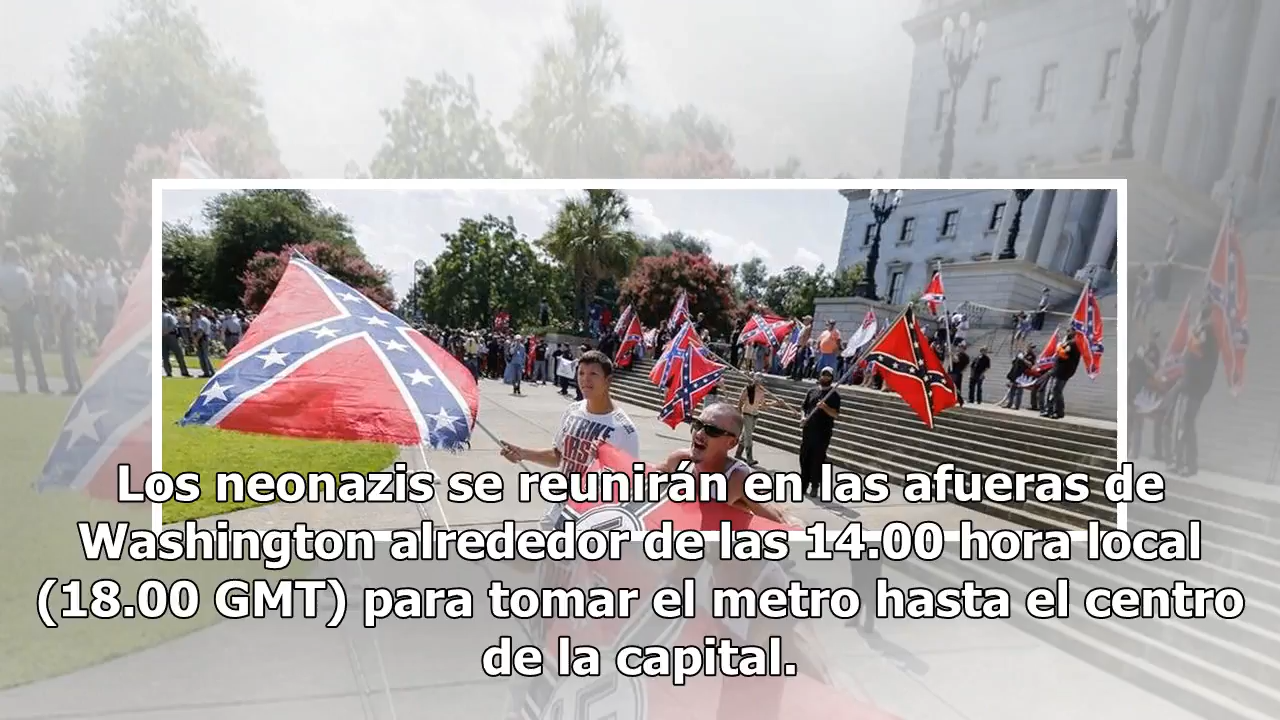 STRIKE
Los neonazis se reunirán en las afueras de
Washington alrededor de las 14.00 hora local
(18.00 GMT) para tomar el metro hasta el centro
de la capital.